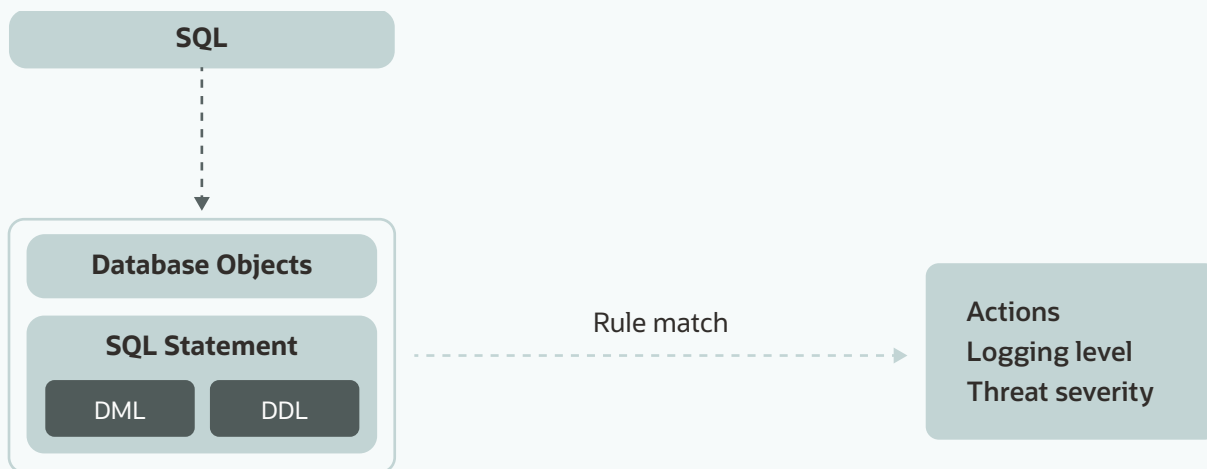 SQL
Database Objects
SQL Statement
DML
DDL
Rule match
Actions
Logging level
Threat severity